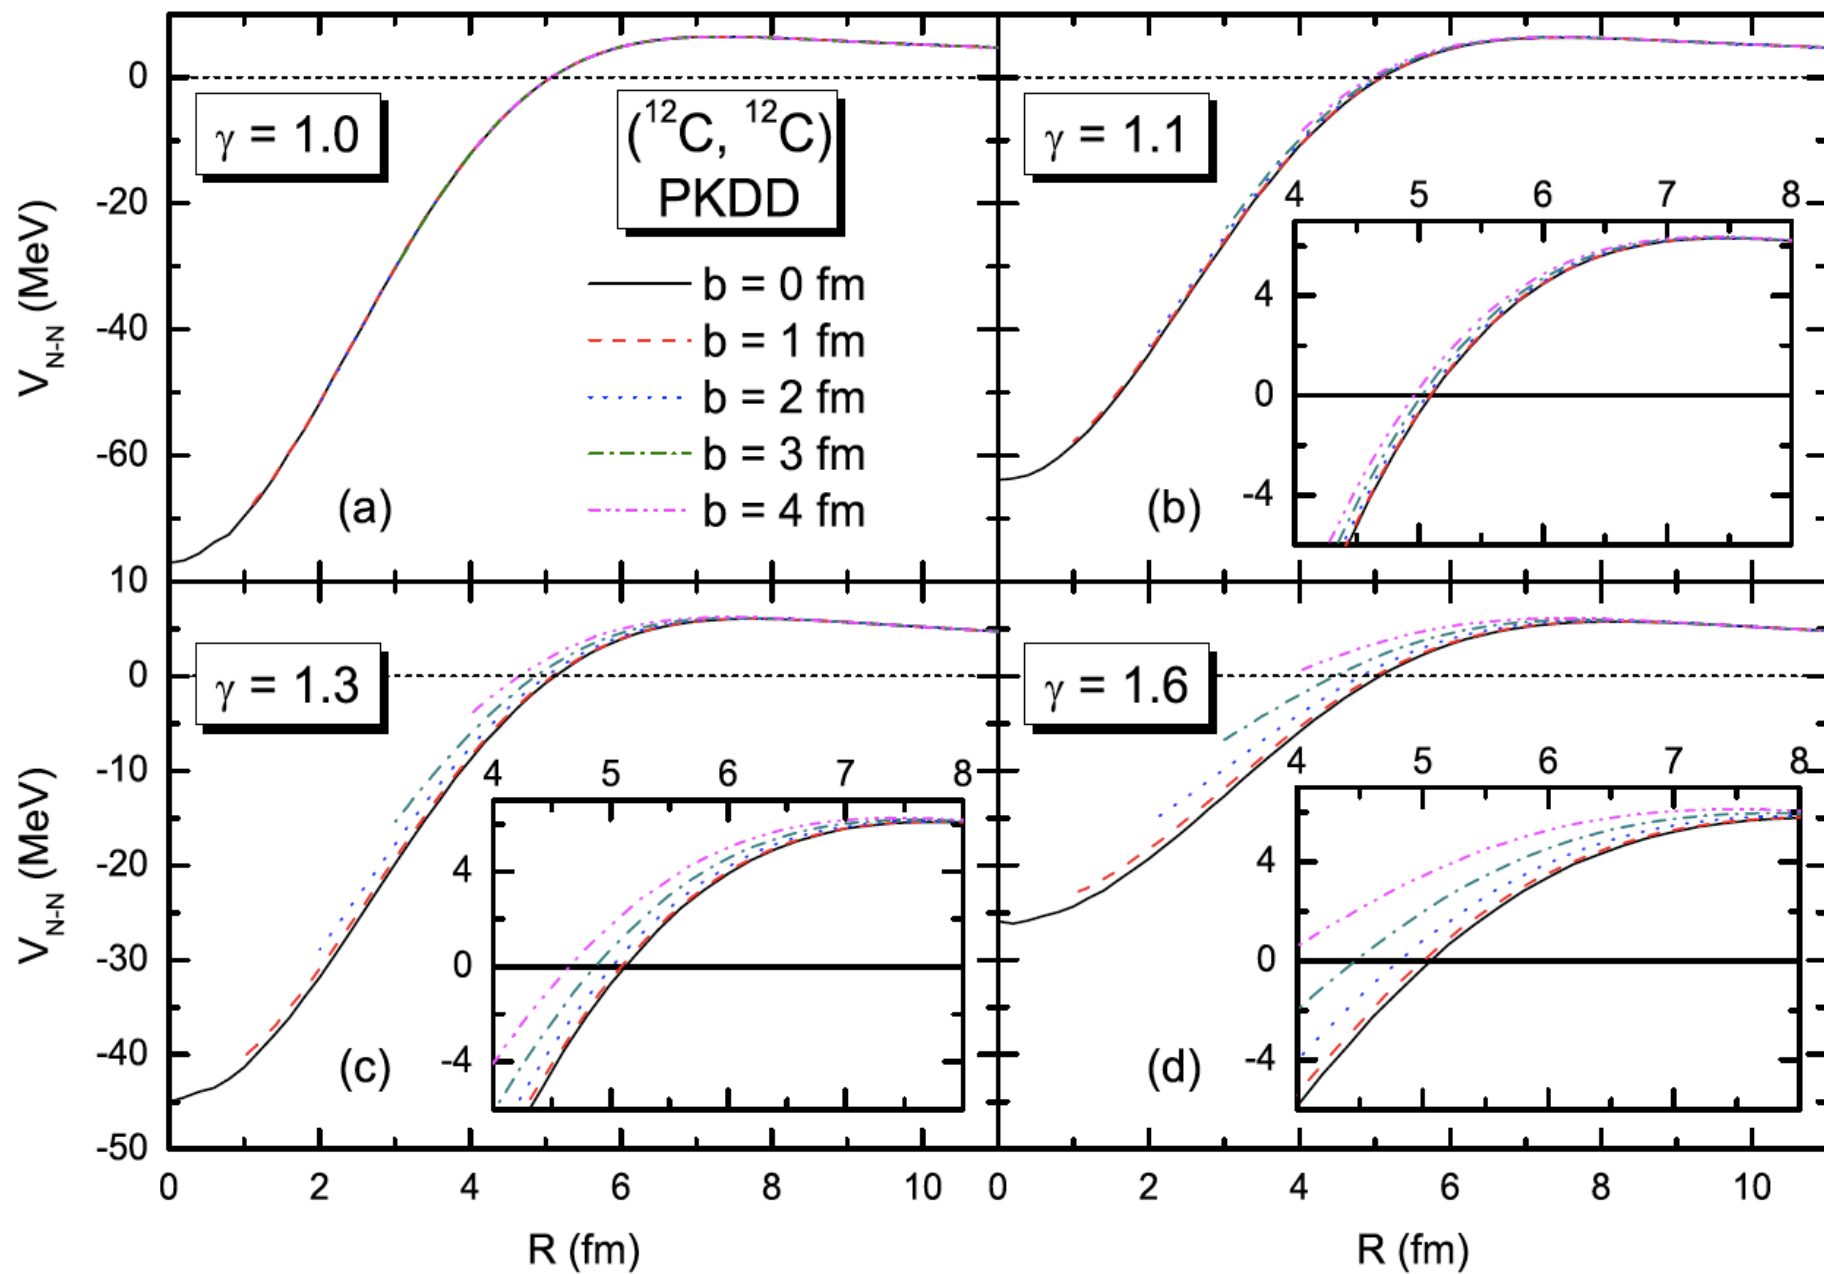 0
-20
-40
-60
V_N-N (MeV)
γ = 1.0
(¹²C, ¹²C)
PKDD
b = 0 fm
b = 1 fm
b = 2 fm
b = 3 fm
b = 4 fm
(a)
γ = 1.1
4 5 6 7 8
4
0
-4
(b)
10
0
-10
-20
-30
-40
-50
V_N-N (MeV)
γ = 1.3
4 5 6 7 8
4
0
-4
(c)
γ = 1.6
4 5 6 7 8
4
0
-4
(d)
0 2 4 6 8 10
0 2 4 6 8 10
R (fm)
R (fm)